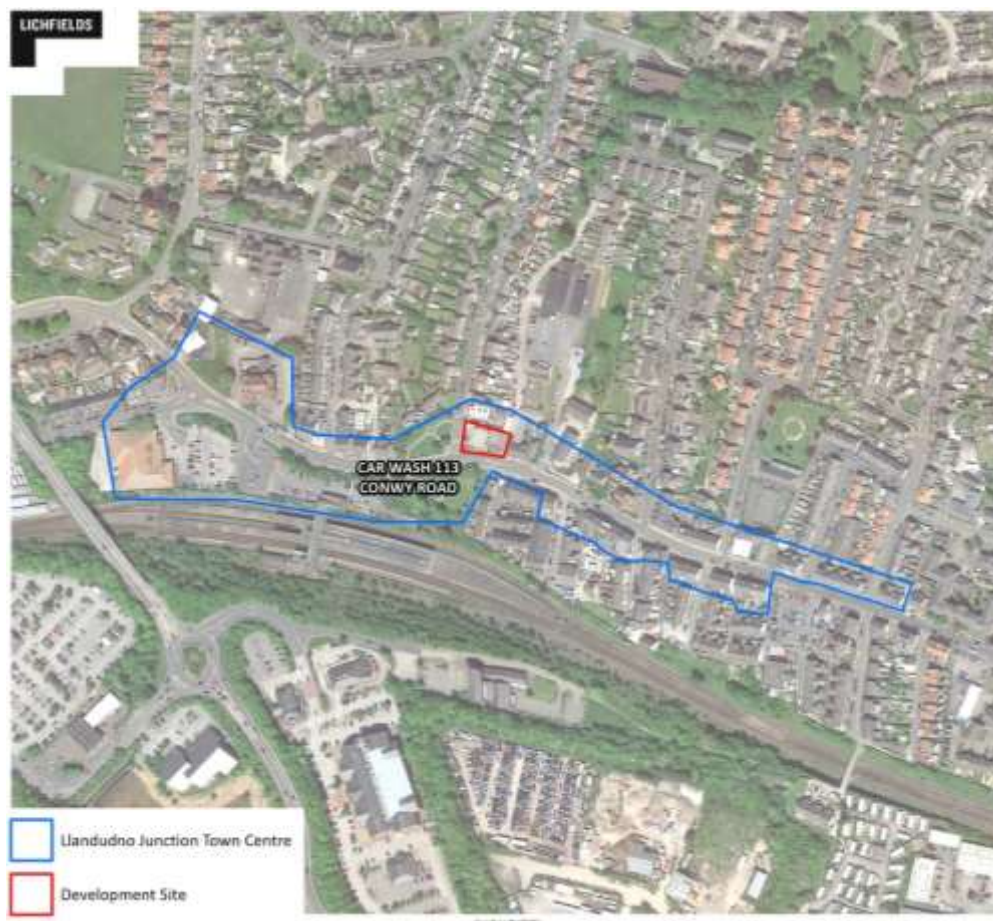 LICHFIELDS
CAR WASH 113
CONWY ROAD
Llandudno Junction Town Centre
Development Site